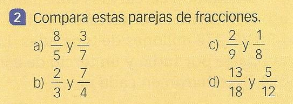 2 Compara estas parejas de fracciones.
a) 8/5 y 3/7
c) 2/9 y 1/8
b) 2/3 y 7/4
d) 13/18 y 5/12